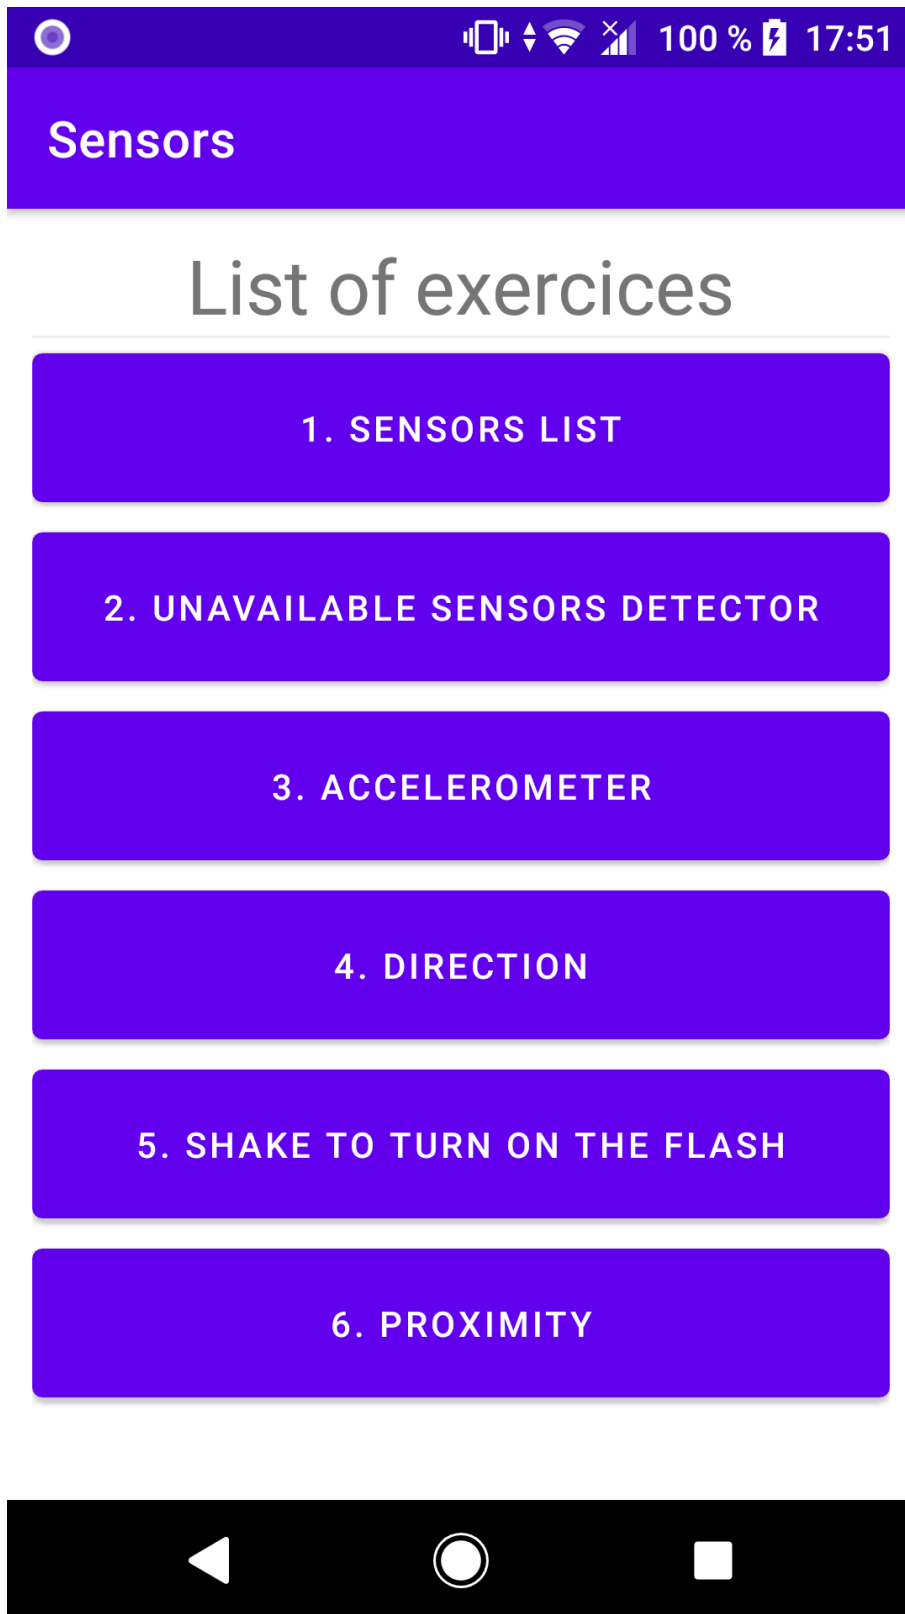 100 % 17:51
Sensors
List of exercices
1. SENSORS LIST
2. UNAVAILABLE SENSORS DETECTOR
3. ACCELEROMETER
4. DIRECTION
5. SHAKE TO TURN ON THE FLASH
6. PROXIMITY